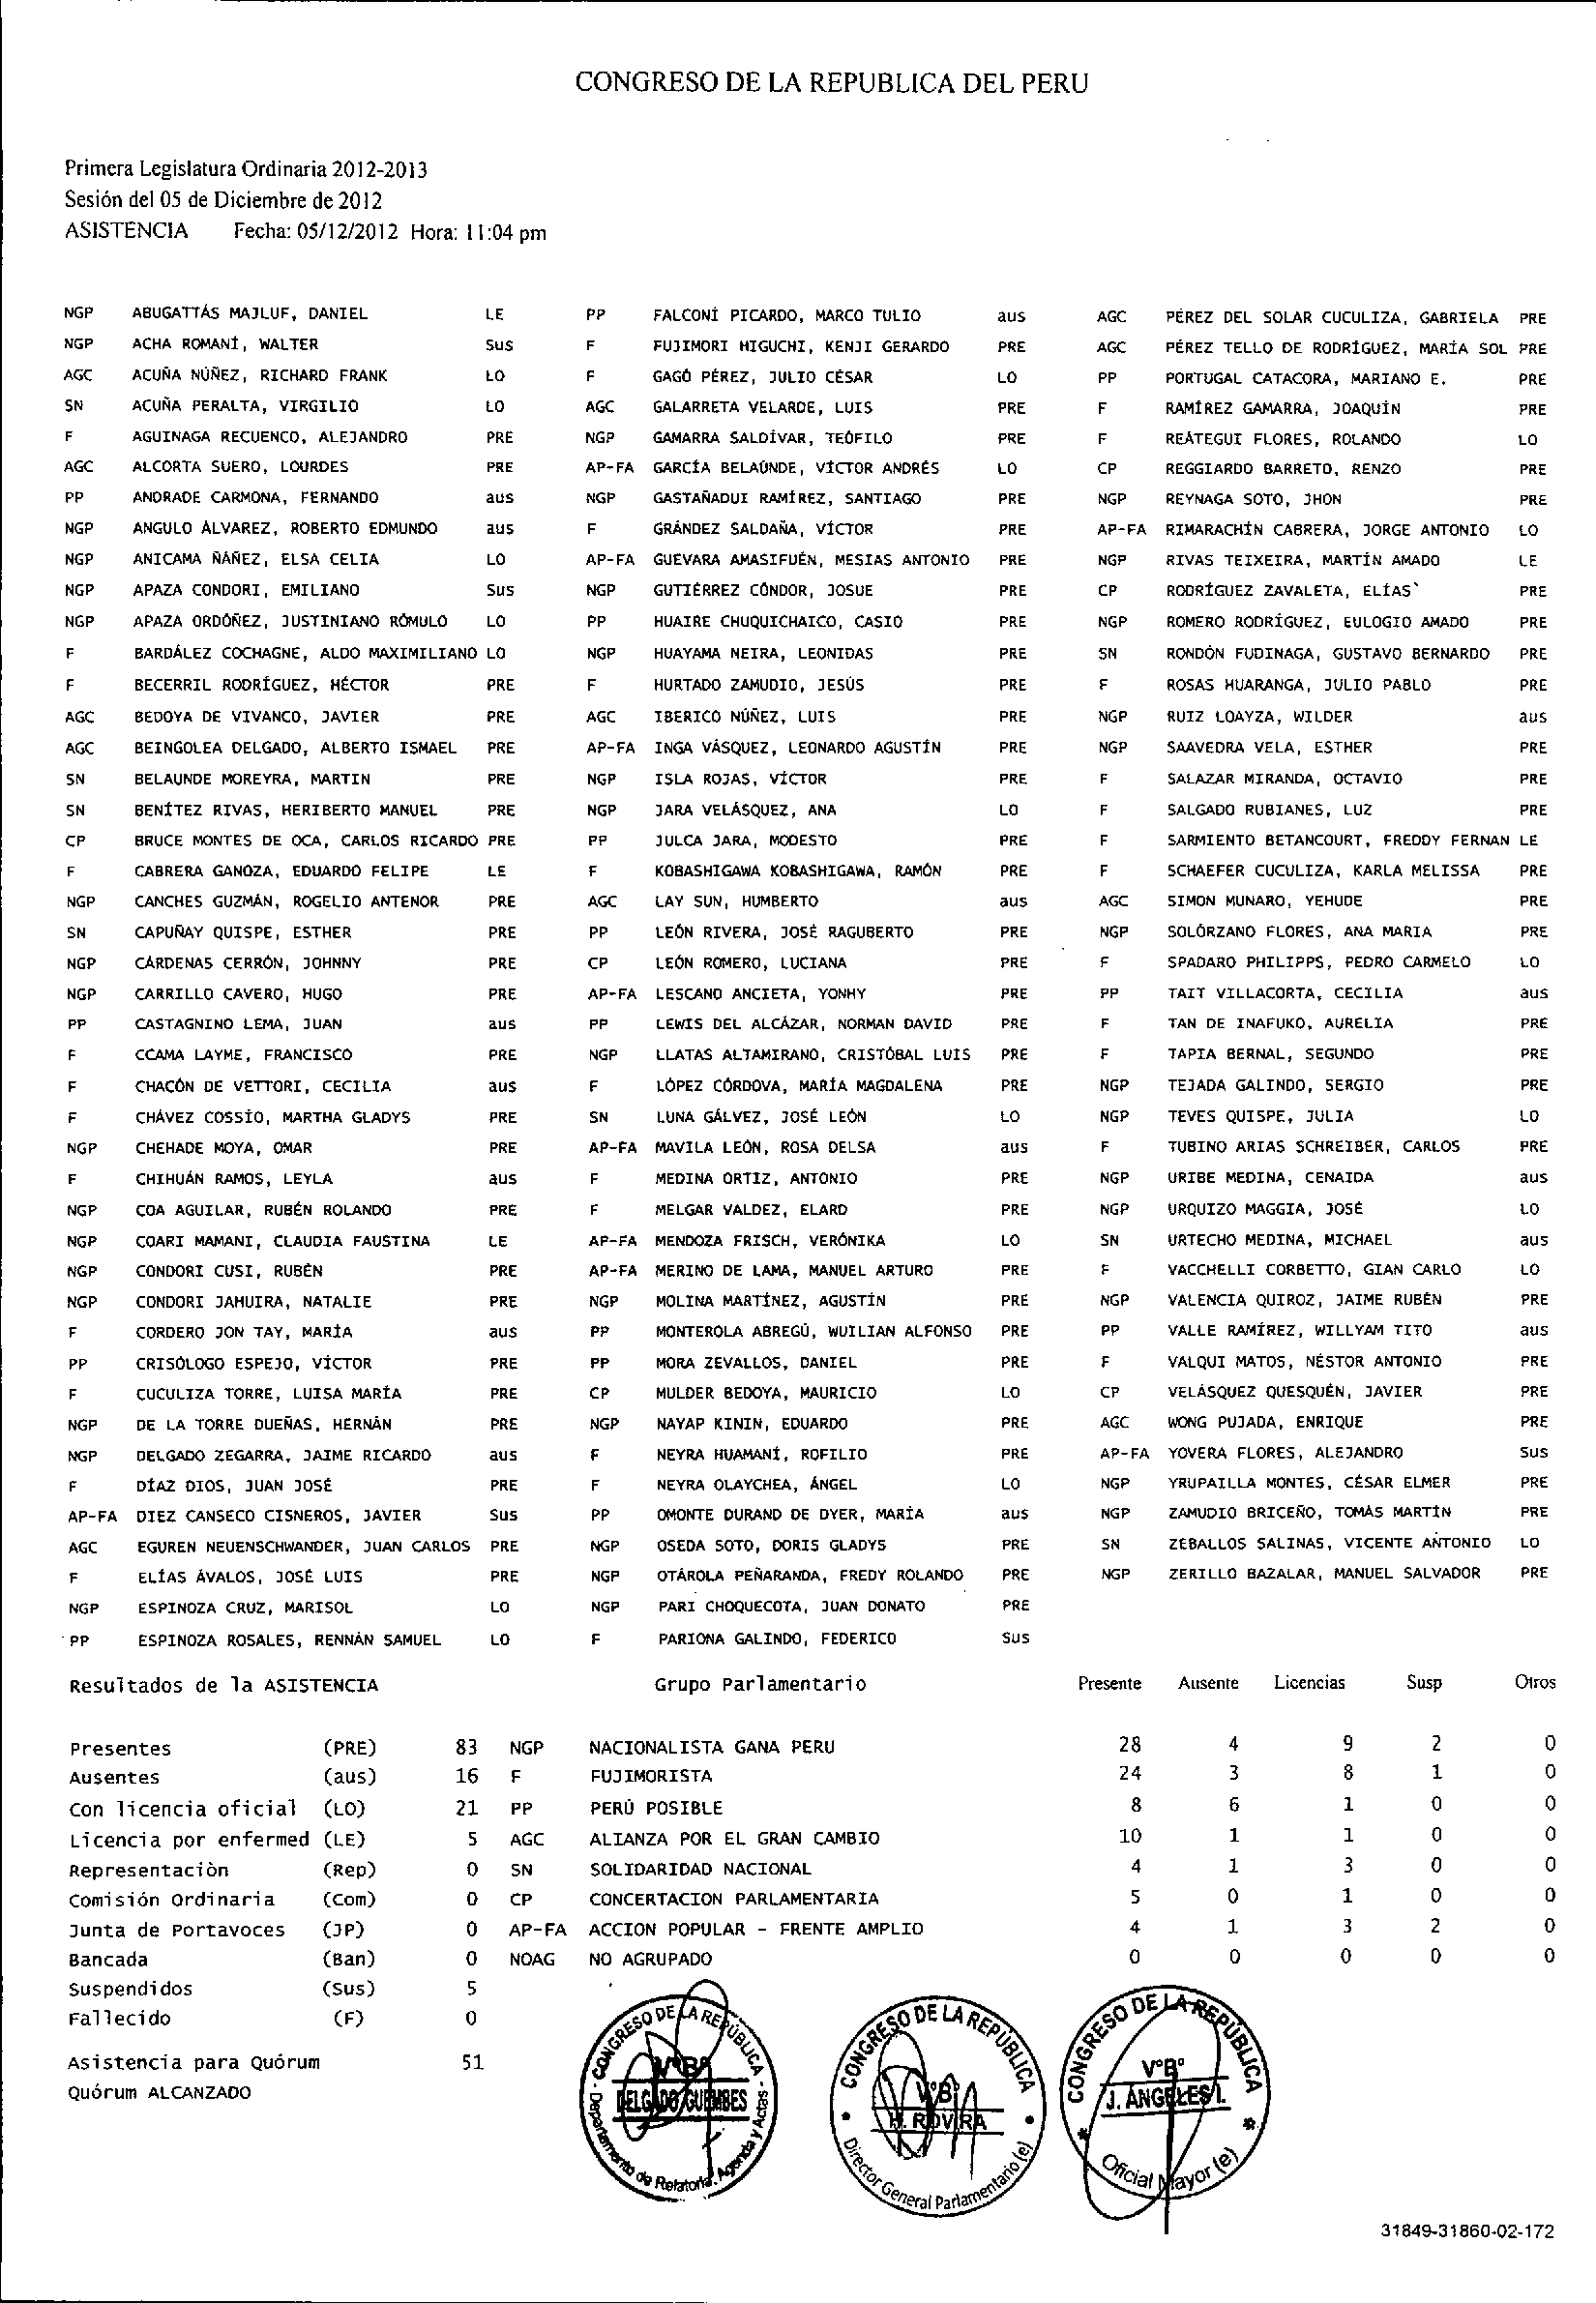 CONGRESO DE LA REPUBLICA DEL PERU
Primera Legislatura Ordinaria 2012-2013
Sesión del 05 de Diciembre de 2012
ASISTENCIA Fecha: 05/12/2012 Hora: 11:04 pm
NGP ABUGATTÁS MAJLUF, DANIEL LE
NGP ACHA ROMANÍ, WALTER Sus
AGC ACUÑA NÚÑEZ, RICHARD FRANK LO
SN ACUÑA PERALTA, VIRGILIO LO
F AGUINAGA RECUENCO, ALEJANDRO PRE
AGC ALCORTA SUERO, LOURDES PRE
PP ANDRADE CARMONA, FERNANDO aus
NGP ANGULO ÁLVAREZ, ROBERTO EDMUNDO aus
NGP ANICAMA ÑÁÑEZ, ELSA CELIA LO
NGP APAZA CONDORI, EMILIANO Sus
NGP APAZA ORDÓÑEZ, JUSTINIANO RÓMULO LO
F BARDÁLEZ COCHAGNE, ALDO MAXIMILIANO LO
F BECERRIL RODRÍGUEZ, HÉCTOR PRE
AGC BEDOYA DE VIVANCO, JAVIER PRE
AGC BEINGOLEA DELGADO, ALBERTO ISMAEL PRE
SN BELAUNDE MOREYRA, MARTIN PRE
SN BENÍTEZ RIVAS, HERIBERTO MANUEL PRE
CP BRUCE MONTES DE OCA, CARLOS RICARDO PRE
F CABRERA GANOZA, EDUARDO FELIPE LE
NGP CANCHES GUZMÁN, ROGELIO ANTENOR PRE
SN CAPUÑAY QUISPE, ESTHER PRE
NGP CÁRDENAS CERRÓN, JOHNNY PRE
NGP CARRILLO CAVERO, HUGO PRE
PP CASTAGNINO LEMA, JUAN aus
F CCAMA LAYME, FRANCISCO PRE
F CHACÓN DE VETTORI, CECILIA aus
F CHÁVEZ COSSÍO, MARTHA GLADYS PRE
NGP CHEHADE MOYA, OMAR PRE
F CHIHUÁN RAMOS, LEYLA aus
NGP COA AGUILAR, RUBÉN ROLANDO PRE
NGP COARI MAMANI, CLAUDIA FAUSTINA LE
NGP CONDORI CUSI, RUBÉN PRE
NGP CONDORI JAHUIRA, NATALIE PRE
F CORDERO JON TAY, MARÍA aus
PP CRISÓLOGO ESPEJO, VÍCTOR PRE
F CUCULIZA TORRE, LUISA MARÍA PRE
NGP DE LA TORRE DUEÑAS, HERNÁN PRE
NGP DELGADO ZEGARRA, JAIME RICARDO aus
F DÍAZ DIOS, JUAN JOSÉ PRE
AP-FA DIEZ CANSECO CISNEROS, JAVIER Sus
AGC EGUREN NEUENSCHWANDER, JUAN CARLOS PRE
F ELÍAS ÁVALOS, JOSÉ LUIS PRE
NGP ESPINOZA CRUZ, MARISOL LO
PP ESPINOZA ROSALES, RENNÁN SAMUEL LO
PP FALCONÍ PICARDO, MARCO TULIO aus
F FUJIMORI HIGUCHI, KENJI GERARDO PRE
F GAGÓ PÉREZ, JULIO CÉSAR LO
AGC GALARRETA VELARDE, LUIS PRE
NGP GAMARRA SALDÍVAR, TEÓFILO PRE
AP-FA GARCÍA BELAÚNDE, VÍCTOR ANDRÉS LO
NGP GASTAÑADUI RAMÍREZ, SANTIAGO PRE
F GRÁNDEZ SALDAÑA, VÍCTOR PRE
AP-FA GUEVARA AMASIFUÉN, MESIAS ANTONIO PRE
NGP GUTIÉRREZ CÓNDOR, JOSUE PRE
PP HUAIRE CHUQUICHAICO, CASIO PRE
NGP HUAYAMA NEIRA, LEONIDAS PRE
F HURTADO ZAMUDIO, JESÚS PRE
AGC IBERICO NÚÑEZ, LUIS PRE
AP-FA INGA VÁSQUEZ, LEONARDO AGUSTÍN PRE
NGP ISLA ROJAS, VÍCTOR PRE
NGP JARA VELÁSQUEZ, ANA LO
PP JULCA JARA, MODESTO PRE
F KOBASHIGAWA KOBASHIGAWA, RAMÓN PRE
AGC LAY SUN, HUMBERTO aus
PP LEÓN RIVERA, JOSÉ RAGUBERTO PRE
CP LEÓN ROMERO, LUCIANA PRE
AP-FA LESCANO ANCIETA, YONHY PRE
PP LEWIS DEL ALCÁZAR, NORMAN DAVID PRE
NGP LLATAS ALTAMIRANO, CRISTÓBAL LUIS PRE
F LÓPEZ CÓRDOVA, MARÍA MAGDALENA PRE
SN LUNA GÁLVEZ, JOSÉ LEÓN LO
AP-FA MAVILA LEÓN, ROSA DELSA aus
F MEDINA ORTIZ, ANTONIO PRE
F MELGAR VALDEZ, ELARD PRE
AP-FA MENDOZA FRISCH, VERÓNIKA LO
AP-FA MERINO DE LAMA, MANUEL ARTURO PRE
NGP MOLINA MARTÍNEZ, AGUSTÍN PRE
PP MONTEROLA ABREGÚ, WUILIAN ALFONSO PRE
PP MORA ZEVALLOS, DANIEL PRE
CP MULDER BEDOYA, MAURICIO LO
NGP NAYAP KININ, EDUARDO PRE
F NEYRA HUAMANÍ, ROFILIO PRE
F NEYRA OLAYCHEA, ÁNGEL LO
PP OMONTE DURAND DE DYER, MARÍA aus
NGP OSEDA SOTO, DORIS GLADYS PRE
NGP OTÁROLA PEÑARANDA, FREDY ROLANDO PRE
NGP PARI CHOQUECOTA, JUAN DONATO PRE
F PARIONA GALINDO, FEDERICO Sus
AGC PÉREZ DEL SOLAR CUCULIZA, GABRIELA PRE
AGC PÉREZ TELLO DE RODRÍGUEZ, MARÍA SOL PRE
PP PORTUGAL CATACORA, MARIANO E. PRE
F RAMÍREZ GAMARRA, JOAQUÍN PRE
F REÁTEGUI FLORES, ROLANDO LO
CP REGGIARDO BARRETO, RENZO PRE
NGP REYNAGA SOTO, JHON PRE
AP-FA RIMARACHÍN CABRERA, JORGE ANTONIO LO
NGP RIVAS TEIXEIRA, MARTÍN AMADO LE
CP RODRÍGUEZ ZAVALETA, ELÍAS` PRE
NGP ROMERO RODRÍGUEZ, EULOGIO AMADO PRE
SN RONDÓN FUDINAGA, GUSTAVO BERNARDO PRE
F ROSAS HUARANGA, JULIO PABLO PRE
NGP RUIZ LOAYZA, WILDER aus
NGP SAAVEDRA VELA, ESTHER PRE
F SALAZAR MIRANDA, OCTAVIO PRE
F SALGADO RUBIANES, LUZ PRE
F SARMIENTO BETANCOURT, FREDDY FERNAN LE
F SCHAEFER CUCULIZA, KARLA MELISSA PRE
AGC SIMON MUNARO, YEHUDE PRE
NGP SOLÓRZANO FLORES, ANA MARIA PRE
F SPADARO PHILIPPS, PEDRO CARMELO LO
PP TAIT VILLACORTA, CECILIA aus
F TAN DE INAFUKO, AURELIA PRE
F TAPIA BERNAL, SEGUNDO PRE
NGP TEJADA GALINDO, SERGIO PRE
NGP TEVES QUISPE, JULIA LO
F TUBINO ARIAS SCHREIBER, CARLOS PRE
NGP URIBE MEDINA, CENAIDA aus
NGP URQUIZO MAGGIA, JOSÉ LO
SN URTECHO MEDINA, MICHAEL aus
F VACCHELLI CORBETTO, GIAN CARLO LO
NGP VALENCIA QUIROZ, JAIME RUBÉN PRE
PP VALLE RAMÍREZ, WILLYAM TITO aus
F VALQUI MATOS, NÉSTOR ANTONIO PRE
CP VELÁSQUEZ QUESQUÉN, JAVIER PRE
AGC WONG PUJADA, ENRIQUE PRE
AP-FA YOVERA FLORES, ALEJANDRO Sus
NGP YRUPAILLA MONTES, CÉSAR ELMER PRE
NGP ZAMUDIO BRICEÑO, TOMÁS MARTÍN PRE
SN ZEBALLOS SALINAS, VICENTE ANTONIO LO
NGP ZERILLO BAZALAR, MANUEL SALVADOR PRE
Resultados de la ASISTENCIA Grupo Parlamentario Presente Ausente Licencias Susp Otros
Presentes (PRE) 83 NGP NACIONALISTA GANA PERU 28 4 9 2 0
Ausentes (aus) 16 F FUJIMORISTA 24 3 8 1 0
Con licencia oficial (LO) 21 PP PERÚ POSIBLE 8 6 1 0 0
Licencia por enfermed (LE) 5 AGC ALIANZA POR EL GRAN CAMBIO 10 1 1 0 0
Representación (Rep) 0 SN SOLIDARIDAD NACIONAL 4 1 3 0 0
Comisión Ordinaria (Com) 0 CP CONCERTACION PARLAMENTARIA 5 0 1 0 0
Junta de Portavoces (JP) 0 AP-FA ACCION POPULAR - FRENTE AMPLIO 4 1 3 2 0
Bancada (Ban) 0 NOAG NO AGRUPADO 0 0 0 0 0
Suspendidos (Sus) 5
Fallecido (F) 0
Asistencia para Quórum 51
Quórum ALCANZADO
CONGRESO DE LA REPÚBLICA
V°B°
DELGADO GUEMBES
Departamento de Relatoria, Agenda y Actas
CONGRESO DE LA REPÚBLICA
V°B°
H. ROVIRA
Director General Parlamentario (e)
CONGRESO DE LA REPÚBLICA
V°B°
J. ANGELES I.
Oficial Mayor (e)
31849-31860-02-172